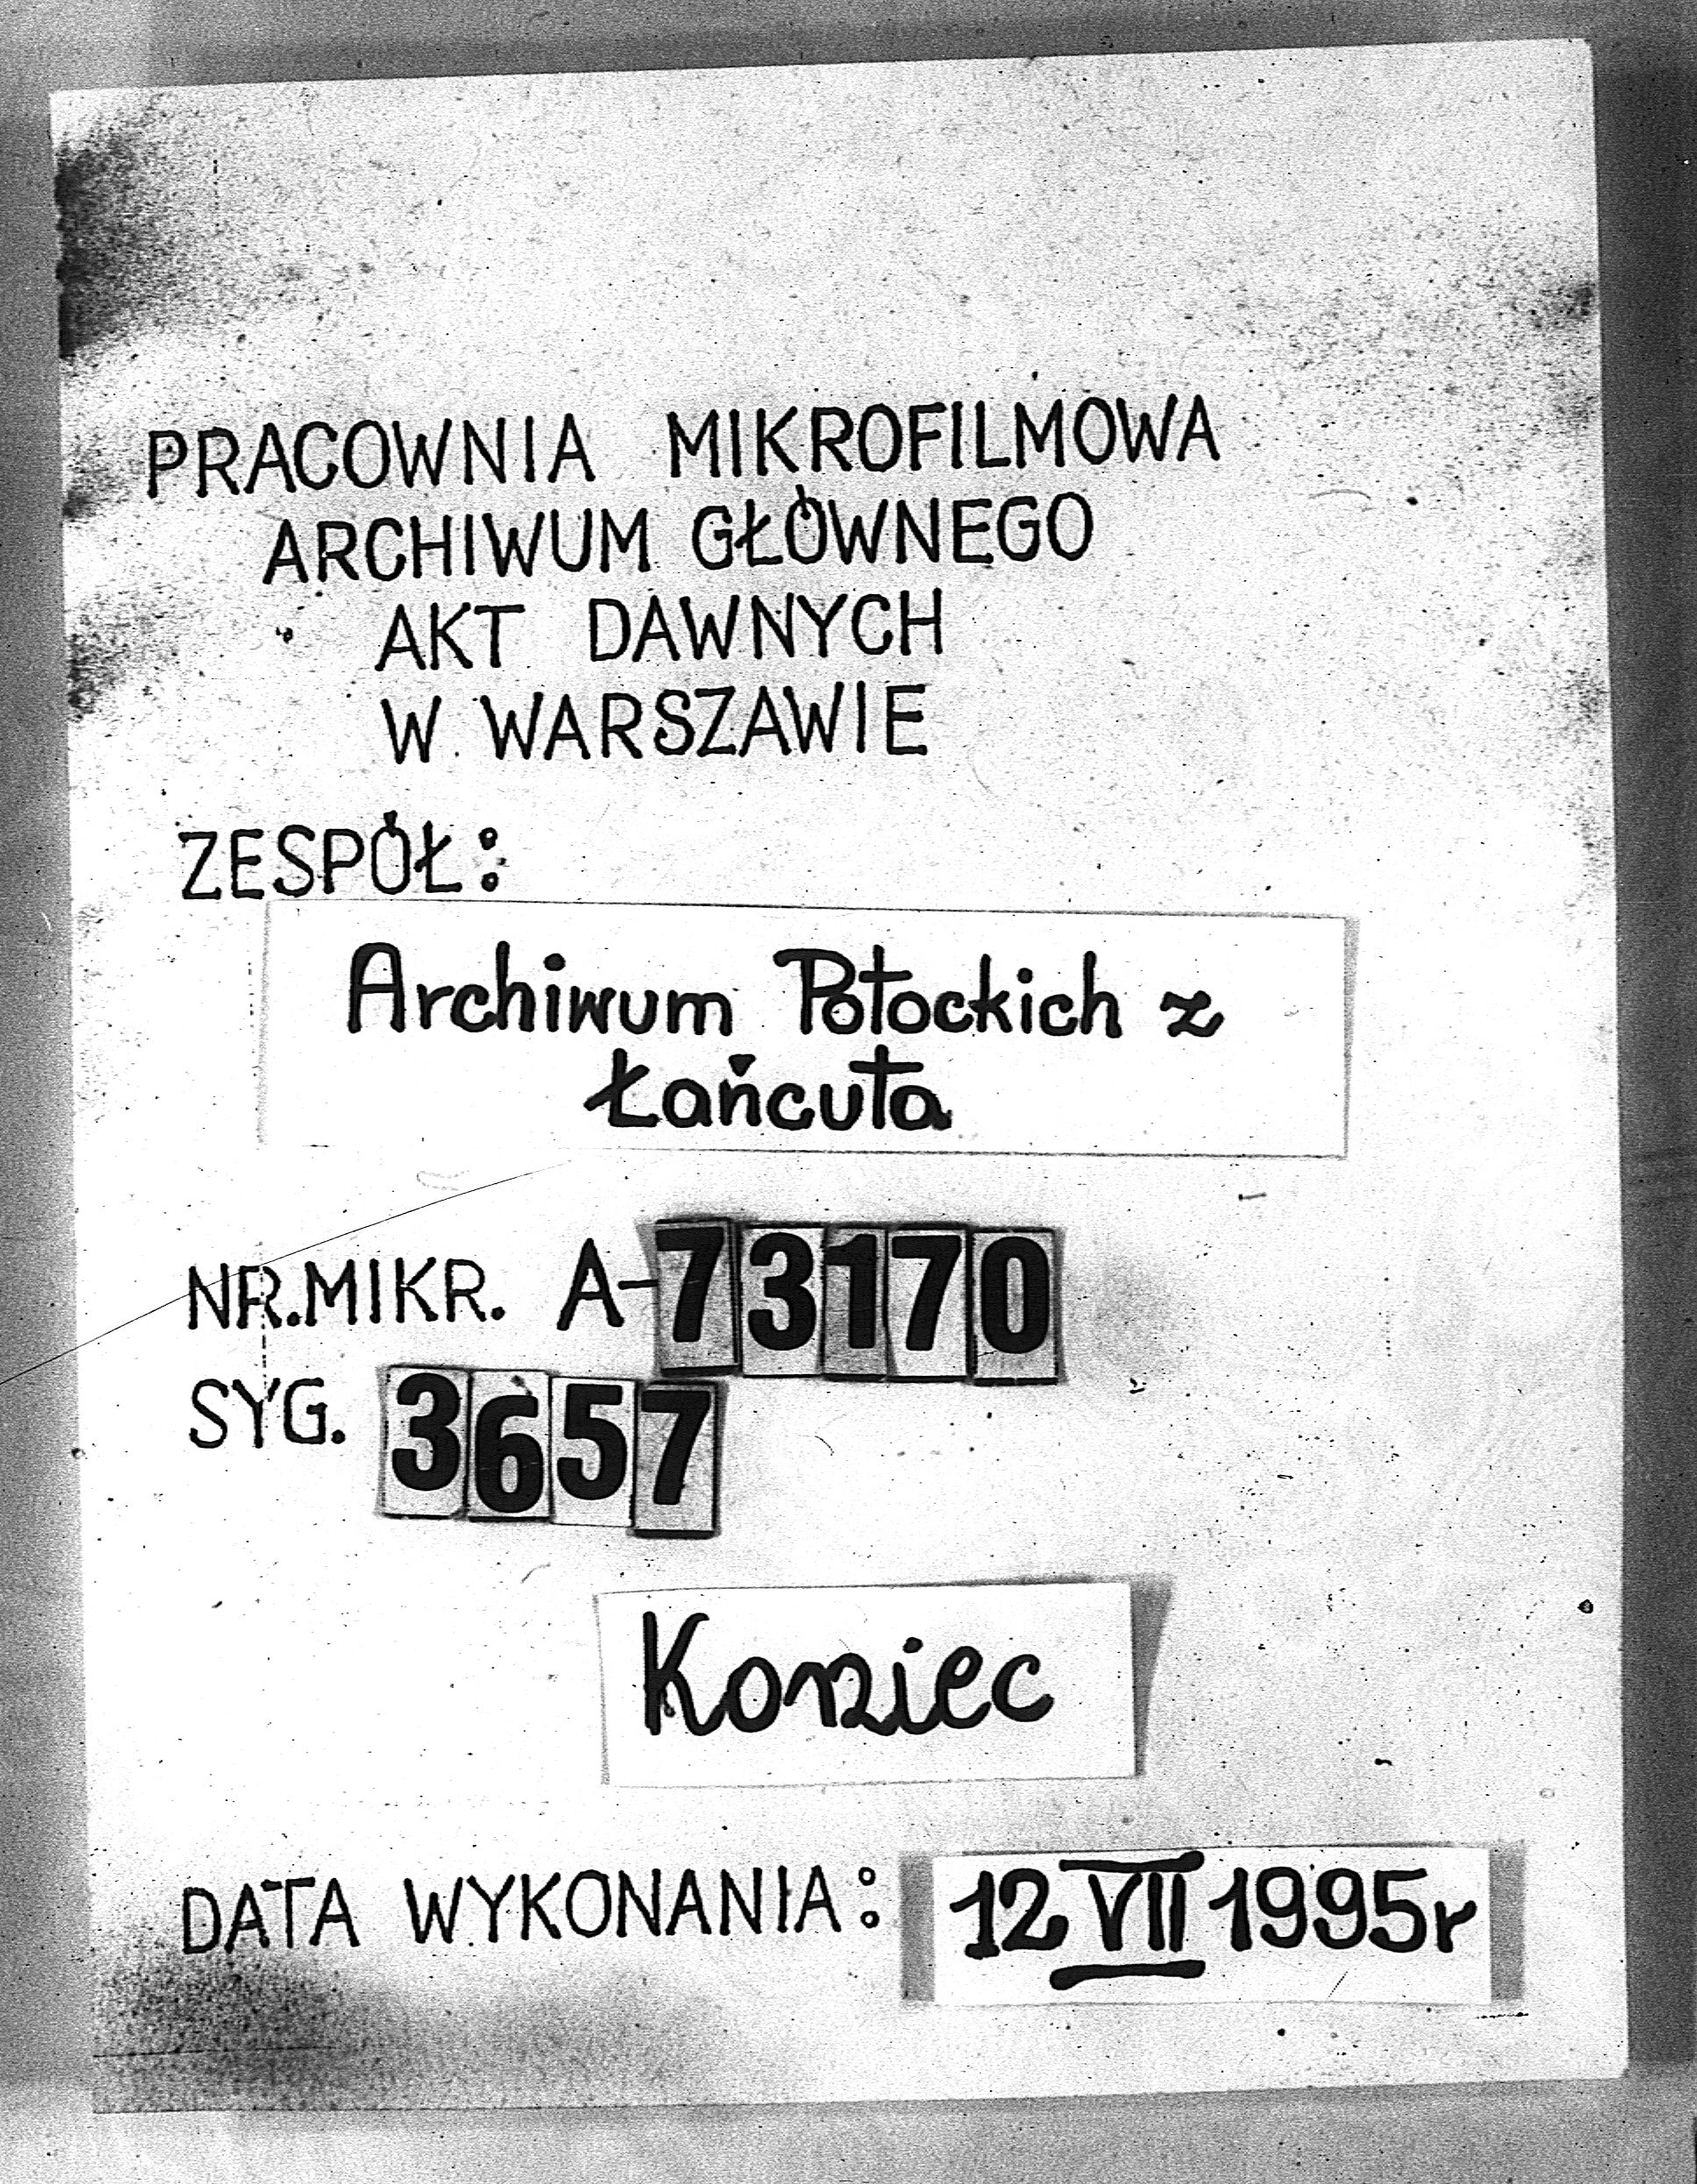 PRACOWNIA MIKROFILMOWA
ARCHIWUM GŁÓWNEGO
AKT DAWNYCH
W WARSZAWIE
ZESPÓŁ:
Archiwum Potockich z
Łańcuta
NR.MIKR. A-73170
SYG. 3657
Koniec
DATA WYKONANIA: 12 VII 1995r